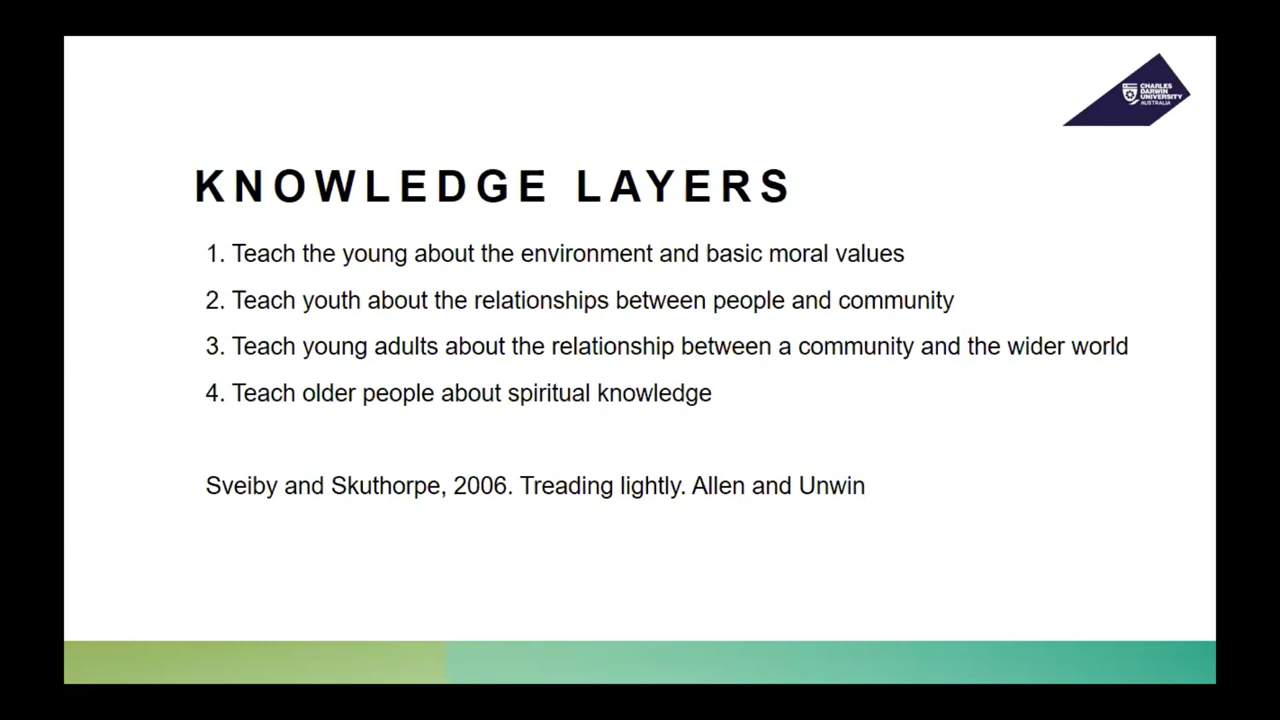 CHARLES
DARWIN
UNIVERSITY
AUSTRALIA
KNOWLEDGE LAYERS
1. Teach the young about the environment and basic moral values
2. Teach youth about the relationships between people and community
3. Teach young adults about the relationship between a community and the wider world
4. Teach older people about spiritual knowledge
Sveiby and Skuthorpe, 2006. Treading lightly. Allen and Unwin